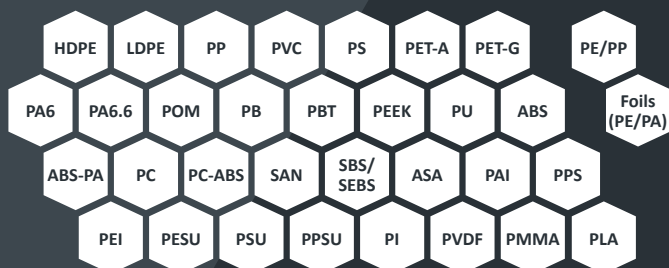 HDPE LDPE PP PVC PS PET-A PET-G PE/PP
PA6 PA6.6 POM PB PBT PEEK PU ABS Foils
(PE/PA)
ABS-PA PC PC-ABS SAN SBS/
SEBS ASA PAI PPS
PEI PESU PSU PPSU PI PVDF PMMA PLA